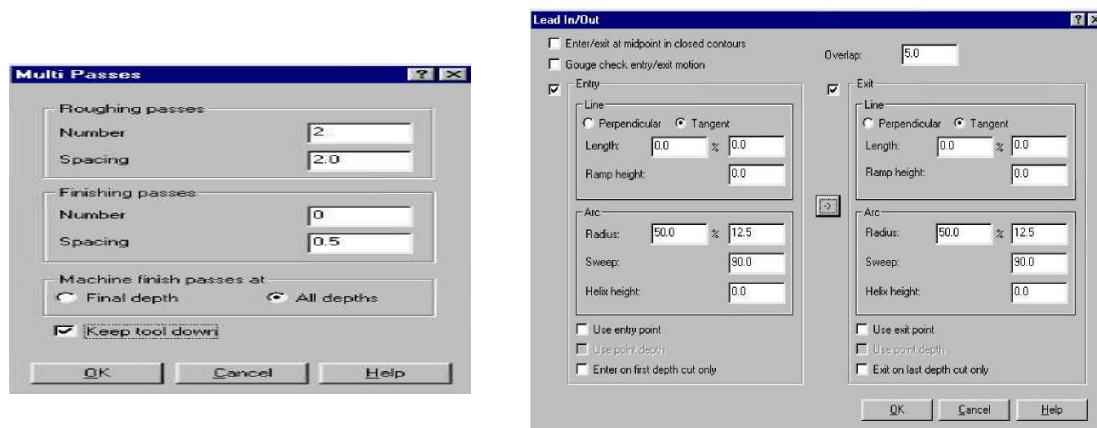 Multi Passes
Roughing passes
Number 2
Spacing 2.0
Finishing passes
Number 0
Spacing 0.5
Machine finish passes at
Final depth All depths
Keep tool down
OK Cancel Help
Lead In/Out
Enter/exit at midpoint in closed contours
Gouge check entry/exit motion
Overlap: 5.0
Entry
Line
Perpendicular Tangent
Length: 0.0 % 0.0
Ramp height: 0.0
Arc
Radius: 50.0 % 12.5
Sweep: 90.0
Helix height: 0.0
Use entry point
Use point depth
Enter on first depth cut only
->
Exit
Line
Perpendicular Tangent
Length: 0.0 % 0.0
Ramp height: 0.0
Arc
Radius: 50.0 % 12.5
Sweep: 90.0
Helix height: 0.0
Use exit point
Use point depth
Exit on last depth cut only
OK Cancel Help